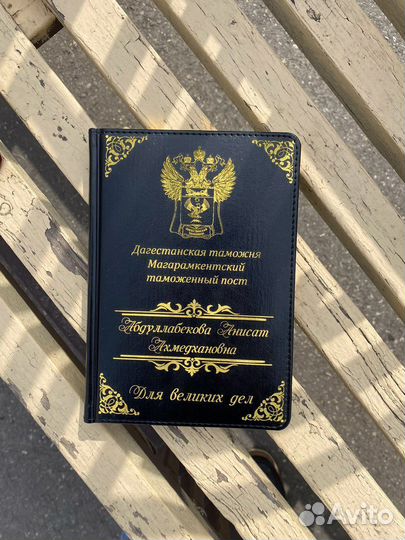 Дагестанская таможня
Магарамкентский
таможенный пост
Абдуллабекова Анисат
Ахмедхановна
Для великих дел
Avito